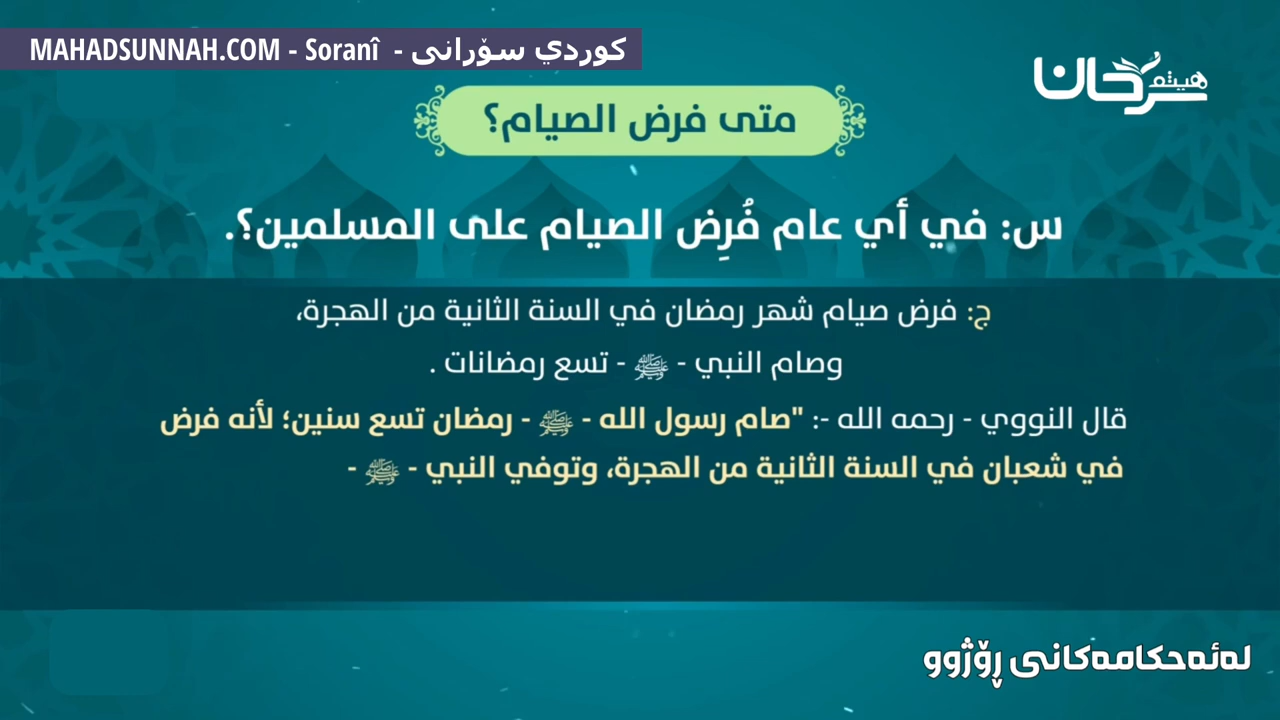 MAHADSUNNAH.COM - Soranî - كوردي سۆرانی
هيثم سرحان
متى فرض الصيام؟
س: في أي عام فُرِض الصيام على المسلمين؟.
ج: فرض صيام شهر رمضان في السنة الثانية من الهجرة،
وصام النبي - ﷺ - تسع رمضانات .
قال النووي - رحمه الله -: "صام رسول الله - ﷺ - رمضان تسع سنين؛ لأنه فرض
في شعبان في السنة الثانية من الهجرة، وتوفي النبي - ﷺ -
لەئەحکامەکانی ڕۆژوو